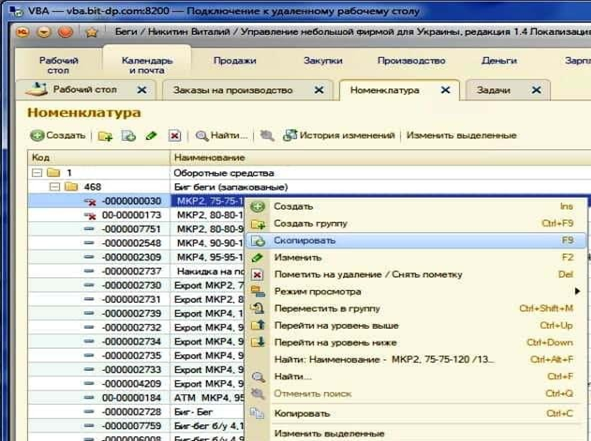 VBA — vba.bit-dp.com:8200 — Подключение к удаленному рабочему столу
Беги / Никитин Виталий / Управление небольшой фирмой для Украины, редакция 1.4 Локализация
Рабочий стол
Календарь и почта
Продажи
Закупки
Производство
Деньги
Зарп
Рабочий стол
Заказы на производство
Номенклатура
Задачи
Номенклатура
Создать
Найти...
История изменений
Изменить выделенные
Код
Наименование
1
Оборотные средства
468
Биг беги (запакованые)
-0000000030
МКР2, 75-75-1
00-00000173
МКР2, 80-80-1
-0000007751
МКР2, 80-80-9
-0000002548
МКР4, 90-90-1
-0000002309
МКР4, 95-95-1
-0000002737
Накидка на по
-0000002730
Export МКР2, 7
-0000002731
Export МКР2, 8
-0000002739
Export МКР4, 1
-0000002732
Export МКР4, 9
-0000002734
Export МКР4, 9
-0000002735
Export МКР4, 9
-0000002733
Export МКР4, 9
-0000004209
Export МКР4, 9
00-00000184
АТМ МКР4, 95
-0000002728
Биг- Бег
-0000007759
Биг-бег б/у 4,1
-0000006008
Создать Ins
Создать группу Ctrl+F9
Скопировать F9
Изменить F2
Пометить на удаление / Снять пометку Del
Режим просмотра
Переместить в группу Ctrl+Shift+M
Перейти на уровень выше Ctrl+Up
Перейти на уровень ниже Ctrl+Down
Найти: Наименование - МКР2, 75-75-120 /13... Ctrl+Alt+F
Найти... Ctrl+F
Отменить поиск Ctrl+Q
Копировать Ctrl+C
Изменить выделенные